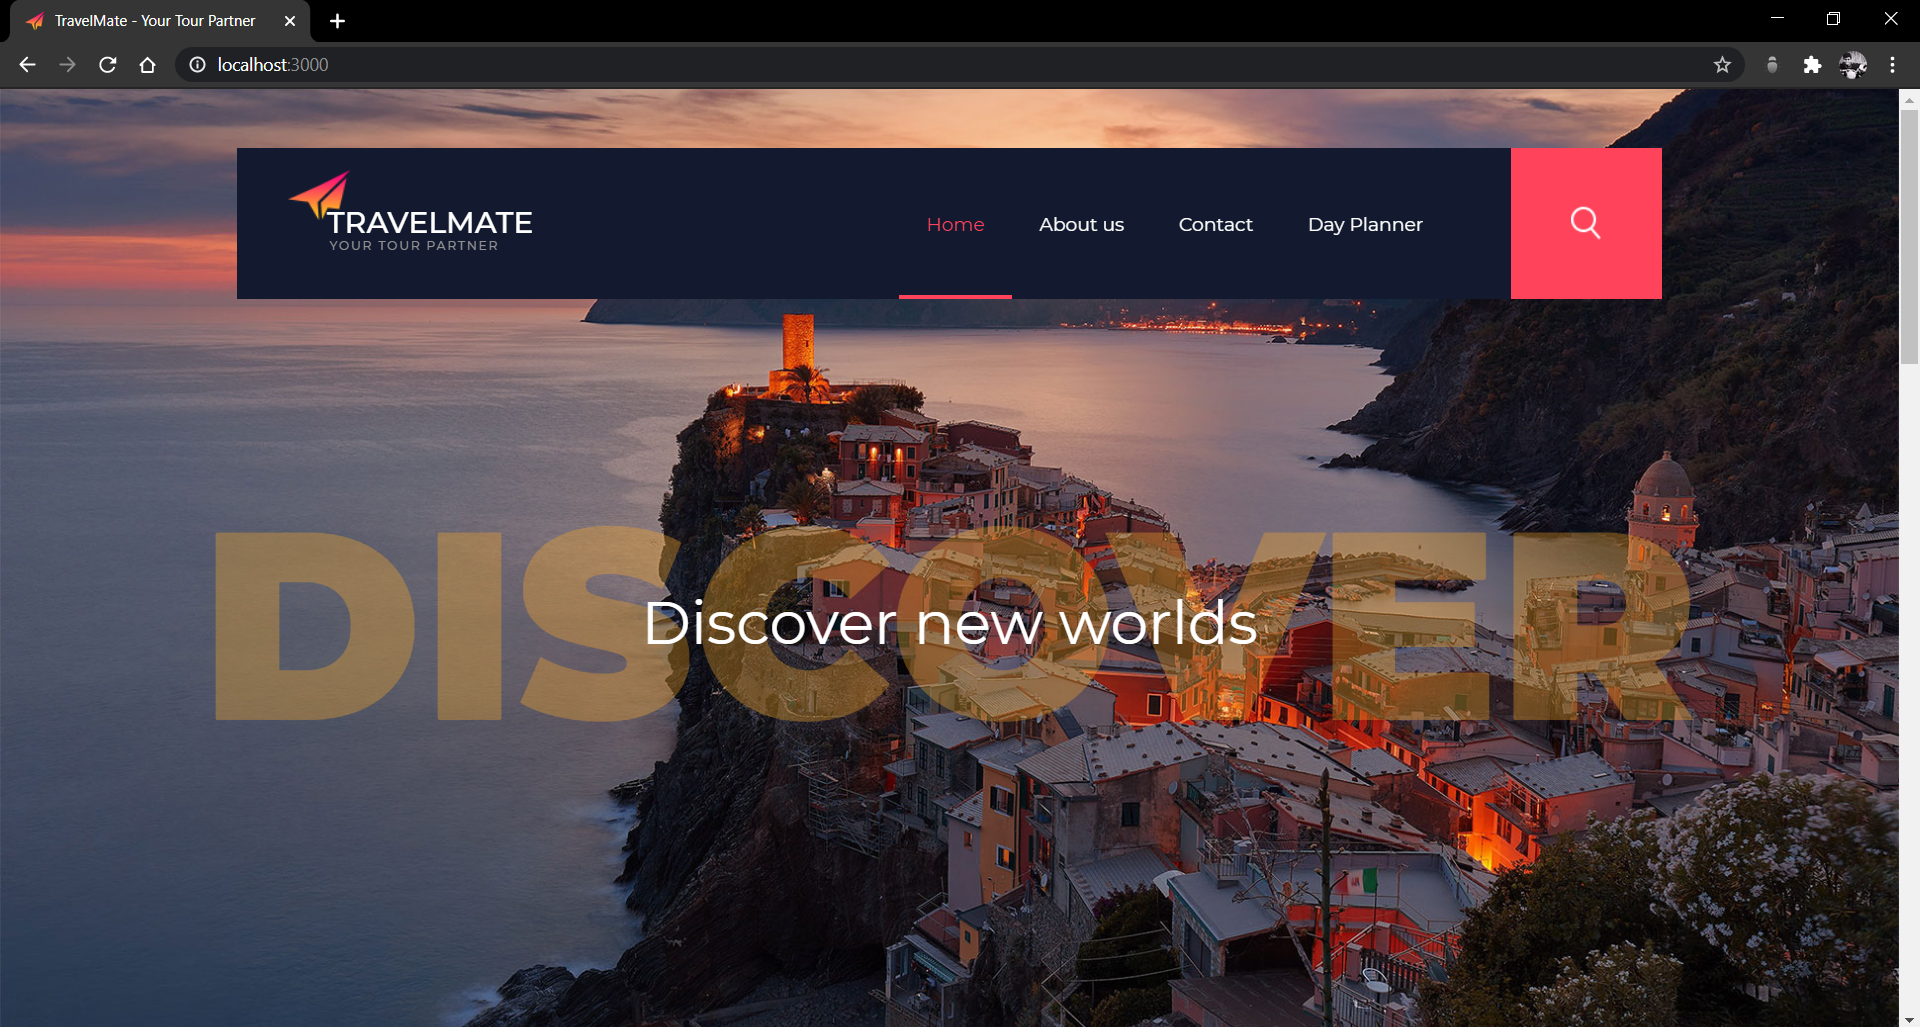 TravelMate - Your Tour Partner
localhost:3000
TRAVELMATE
YOUR TOUR PARTNER
Home
About us
Contact
Day Planner
DISCOVER
Discover new worlds